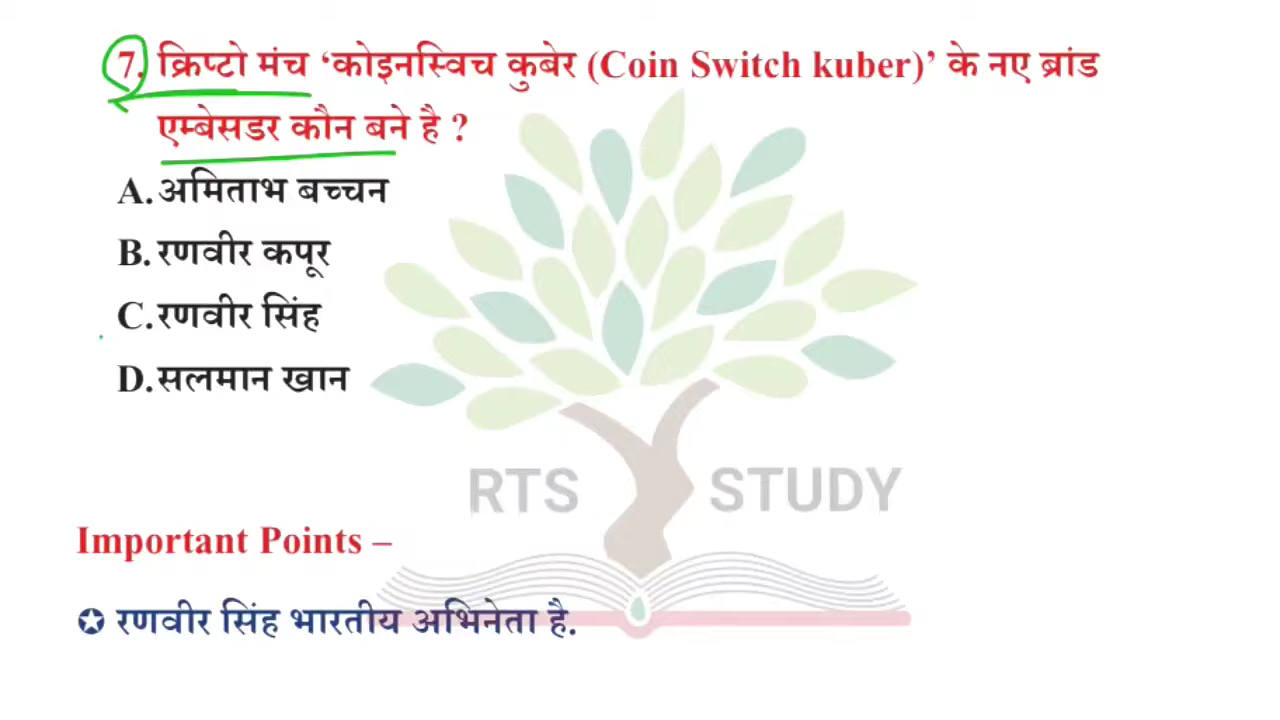 7. क्रिप्टो मंच ‘कोइनस्विच कुबेर (Coin Switch kuber)’ के नए ब्रांड
एम्बेसडर कौन बने है ?
A. अमिताभ बच्चन
B. रणवीर कपूर
C. रणवीर सिंह
D. सलमान खान
RTS STUDY
Important Points –
✪ रणवीर सिंह भारतीय अभिनेता है.